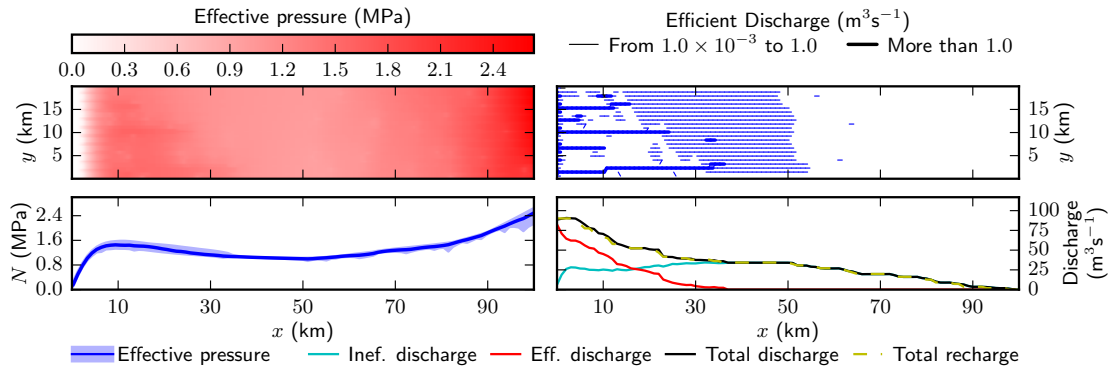 Effective pressure (MPa)
0.0 0.3 0.6 0.9 1.2 1.5 1.8 2.1 2.4
Efficient Discharge (m³s⁻¹)
From 1.0 × 10⁻³ to 1.0
More than 1.0
y (km)
15
10
5
15
10
5
y (km)
N (MPa)
2.4
1.6
0.8
0.0
10 30 50 70 90
x (km)
100
75
50
25
0
Discharge
(m³s⁻¹)
10 30 50 70 90
x (km)
Effective pressure
Inef. discharge
Eff. discharge
Total discharge
Total recharge